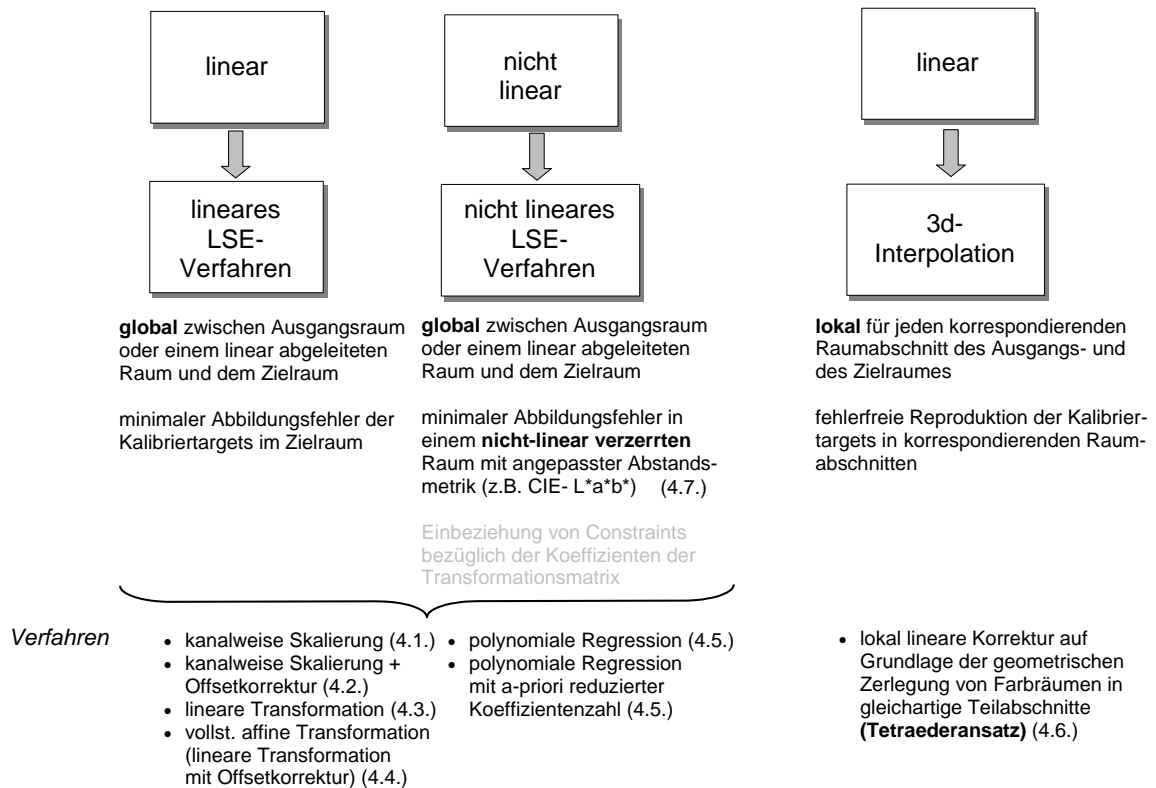 linear
nicht
linear
linear
lineares
LSE-
Verfahren
nicht lineares
LSE-
Verfahren
3d-
Interpolation
global zwischen Ausgangsraum
oder einem linear abgeleiteten
Raum und dem Zielraum
minimaler Abbildungsfehler der
Kalibriertargets im Zielraum
global zwischen Ausgangsraum
oder einem linear abgeleiteten
Raum und dem Zielraum
minimaler Abbildungsfehler in
einem nicht-linear verzerrten
Raum mit angepasster Abstands-
metrik (z.B. CIE- L*a*b*) (4.7.)
Einbeziehung von Constraints
bezüglich der Koeffizienten der
Transformationsmatrix
lokal für jeden korrespondierenden
Raumabschnitt des Ausgangs- und
des Zielraumes
fehlerfreie Reproduktion der Kalibrier-
targets in korrespondierenden Raum-
abschnitten
Verfahren
• kanalweise Skalierung (4.1.)
• kanalweise Skalierung +
Offsetkorrektur (4.2.)
• lineare Transformation (4.3.)
• vollst. affine Transformation
(lineare Transformation
mit Offsetkorrektur) (4.4.)
• polynomiale Regression (4.5.)
• polynomiale Regression
mit a-priori reduzierter
Koeffizientenzahl (4.5.)
• lokal lineare Korrektur auf
Grundlage der geometrischen
Zerlegung von Farbräumen in
gleichartige Teilabschnitte
(Tetraederansatz) (4.6.)